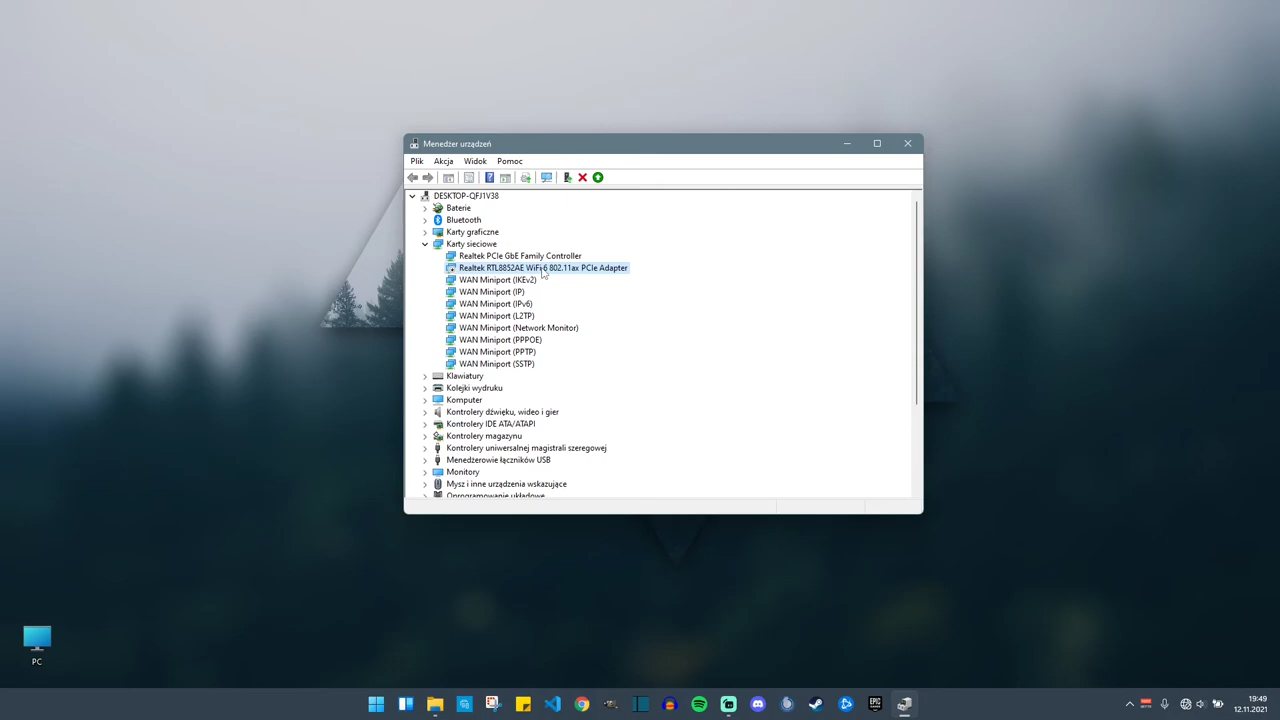 Menedżer urządzeń
Plik Akcja Widok Pomoc
DESKTOP-QFJ1V38
Baterie
Bluetooth
Karty graficzne
Karty sieciowe
Realtek PCIe GbE Family Controller
Realtek RTL8852AE WiFi 6 802.11ax PCIe Adapter
WAN Miniport (IKEv2)
WAN Miniport (IP)
WAN Miniport (IPv6)
WAN Miniport (L2TP)
WAN Miniport (Network Monitor)
WAN Miniport (PPPOE)
WAN Miniport (PPTP)
WAN Miniport (SSTP)
Klawiatury
Kolejki wydruku
Komputer
Kontrolery dźwięku, wideo i gier
Kontrolery IDE ATA/ATAPI
Kontrolery magazynu
Kontrolery uniwersalnej magistrali szeregowej
Menedżerowie łączników USB
Monitory
Mysz i inne urządzenia wskazujące
Oprogramowanie układowe
PC
EPIC
19:49
12.11.2021